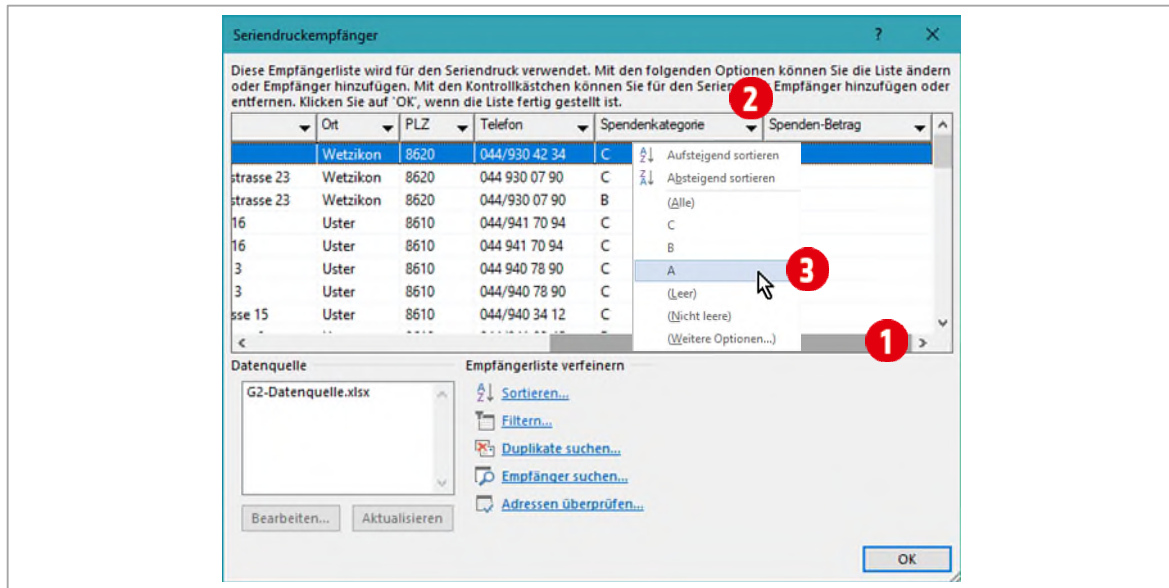 Seriendruckempfänger ?
Diese Empfängerliste wird für den Seriendruck verwendet. Mit den folgenden Optionen können Sie die Liste ändern
oder Empfänger hinzufügen. Mit den Kontrollkästchen können Sie für den Empfänger hinzufügen oder
entfernen. Klicken Sie auf `OK', wenn die Liste fertig gestellt ist.
2
Ort PLZ Telefon Spendenkategorie Spenden-Betrag
Wetzikon 8620 044/930 42 34 C
strasse 23 Wetzikon 8620 044 930 07 90 C
strasse 23 Wetzikon 8620 044/930 07 90 B
16 Uster 8610 044/941 70 94 C
16 Uster 8610 044 941 70 94 C
3 Uster 8610 044 940 78 90 C
3 Uster 8610 044/940 78 90 C
sse 15 Uster 8610 044/940 34 12 C
Aufsteigend sortieren
Absteigend sortieren
(Alle)
C
B
A
3
(Leer)
(Nicht leere)
(Weitere Optionen...)
1
Datenquelle
G2-Datenquelle.xlsx
Bearbeiten... Aktualisieren
Empfängerliste verfeinern
Sortieren...
Filtern...
Duplikate suchen...
Empfänger suchen...
Adressen überprüfen...
OK